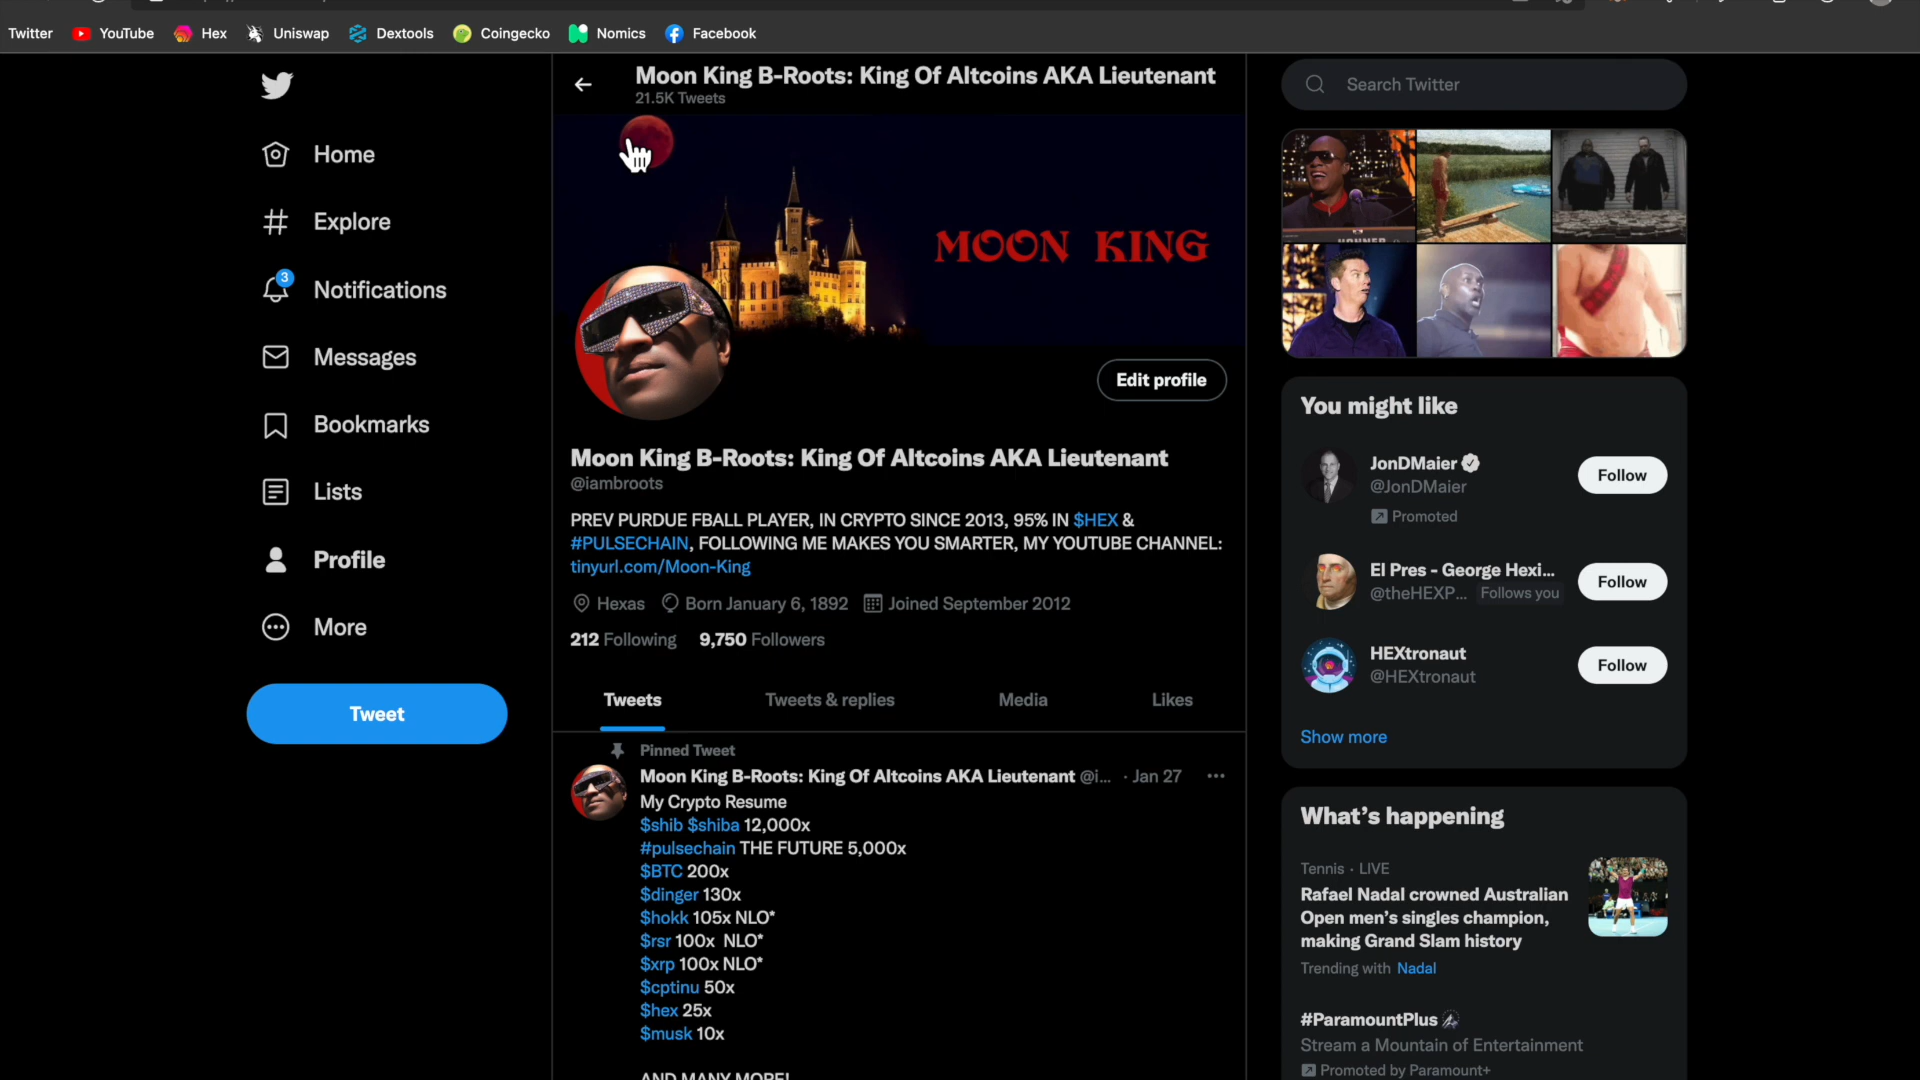 Twitter YouTube Hex Uniswap Dextools Coingecko Nomics Facebook
Home
Explore
3
Notifications
Messages
Bookmarks
Lists
Profile
More
Tweet
Moon King B-Roots: King Of Altcoins AKA Lieutenant
21.5K Tweets
MOON KING
Edit profile
Moon King B-Roots: King Of Altcoins AKA Lieutenant
@iambroots
PREV PURDUE FBALL PLAYER, IN CRYPTO SINCE 2013, 95% IN $HEX &
#PULSECHAIN, FOLLOWING ME MAKES YOU SMARTER, MY YOUTUBE CHANNEL:
tinyurl.com/Moon-King
Hexas Born January 6, 1892 Joined September 2012
212 Following 9,750 Followers
Tweets Tweets & replies Media Likes
Pinned Tweet
Moon King B-Roots: King Of Altcoins AKA Lieutenant @i... · Jan 27
My Crypto Resume
$shib $shiba 12,000x
#pulsechain THE FUTURE 5,000x
$BTC 200x
$dinger 130x
$hokk 105x NLO*
$rsr 100x NLO*
$xrp 100x NLO*
$cptinu 50x
$hex 25x
$musk 10x
AND MANY MORE!
Search Twitter
You might like
JonDMaier
@JonDMaier
Promoted
Follow
El Pres - George Hexi...
@theHEXP... Follows you
Follow
HEXtronaut
@HEXtronaut
Follow
Show more
What's happening
Tennis · LIVE
Rafael Nadal crowned Australian
Open men's singles champion,
making Grand Slam history
Trending with Nadal
#ParamountPlus
Stream a Mountain of Entertainment
Promoted by Paramount+